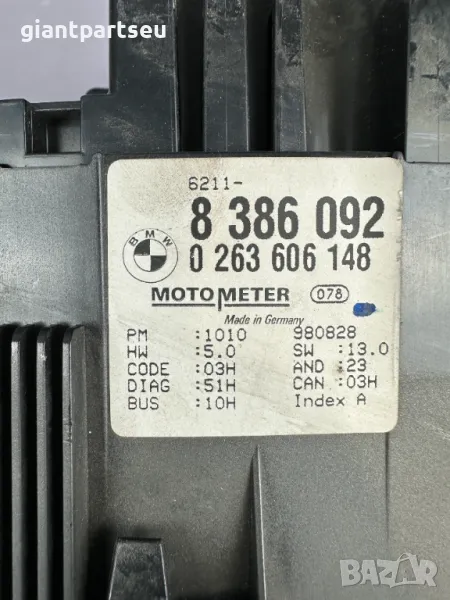 giantpartseu
6211-
BMW
8 386 092
0 263 606 148
MOTOMETER 078
Made in Germany
PM :1010 980828
HW :5.0 SW :13.0
CODE :03H AND :23
DIAG :51H CAN :03H
BUS :10H Index A
BAZAR